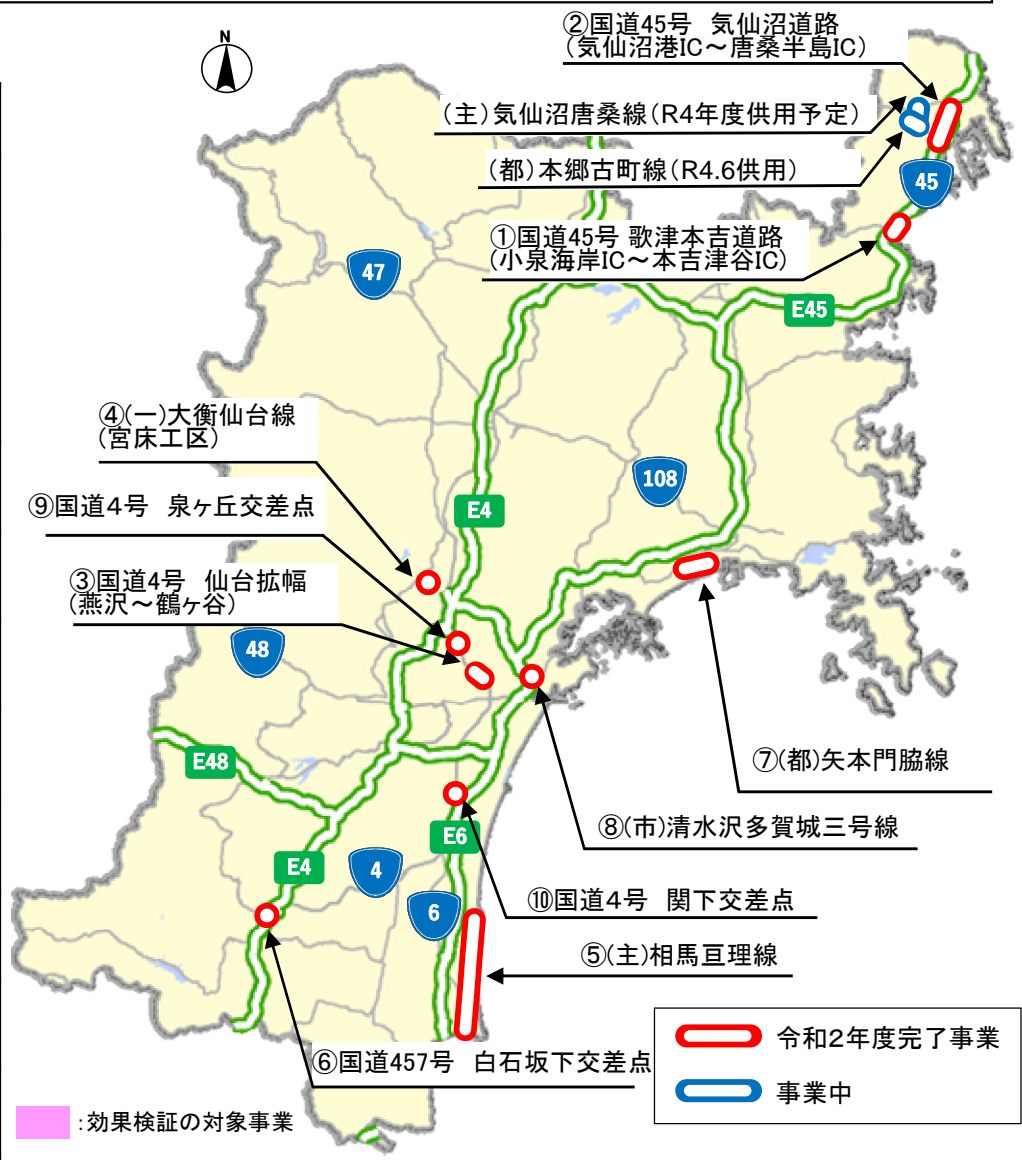 ②国道45号 気仙沼道路
(気仙沼港IC～唐桑半島IC)
N
(主)気仙沼唐桑線(R4年度供用予定)
(都)本郷古町線(R4.6供用)
45
①国道45号 歌津本吉道路
(小泉海岸IC～本吉津谷IC)
47
E45
④(一)大衡仙台線
(宮床工区)
108
⑨国道4号 泉ヶ丘交差点
E4
③国道4号 仙台拡幅
(燕沢～鶴ヶ谷)
48
E48
⑦(都)矢本門脇線
⑧(市)清水沢多賀城三号線
E6
E4
4
⑩国道4号 関下交差点
6
⑤(主)相馬亘理線
令和2年度完了事業
⑥国道457号 白石坂下交差点
事業中
:効果検証の対象事業